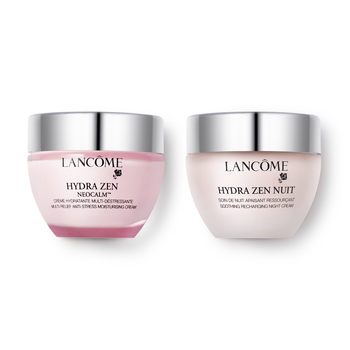 LANCÔME
HYDRA ZEN
NEOCALM™
CRÈME HYDRATANTE MULTI-DÉSTRESSANTE
MULTI-RELIEF ANTI-STRESS MOISTURISING CREAM
LANCÔME
HYDRA ZEN NUIT
SOIN DE NUIT APAISANT RESSOURÇANT
SOOTHING RECHARGING NIGHT CREAM